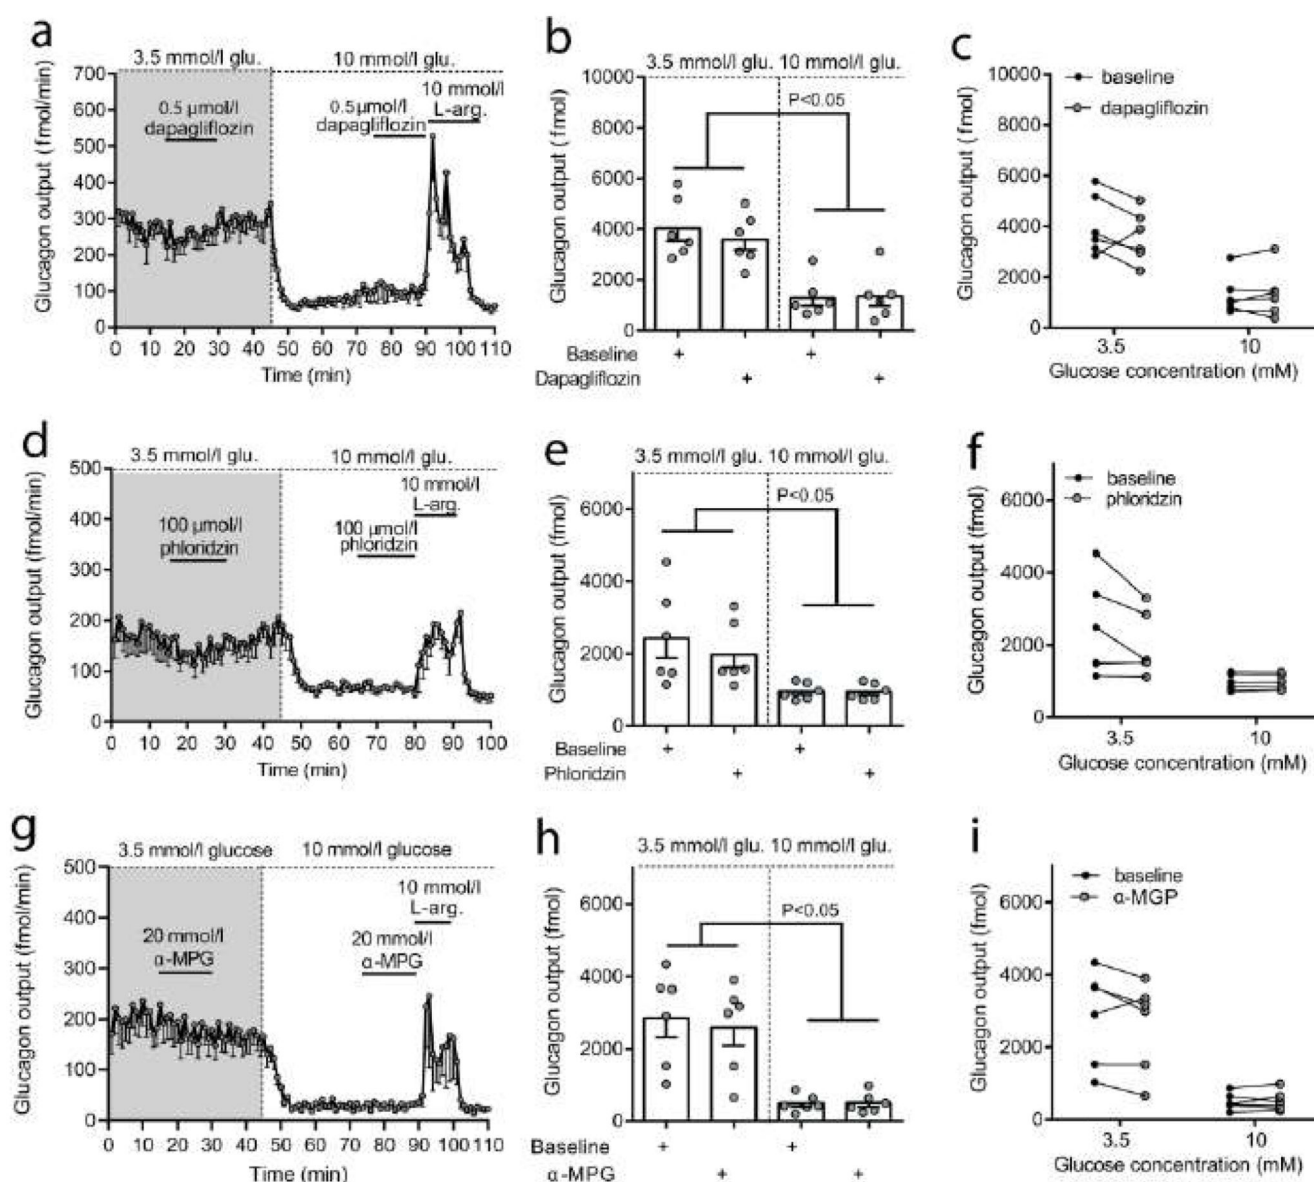 a
3.5 mmol/l glu.
10 mmol/l glu.
10 mmol/l
L-arg.
0.5 µmol/l
dapagliflozin
0.5µmol/l
dapagliflozin
Glucagon output (fmol/min)
700
600
500
400
300
200
100
0
0 10 20 30 40 50 60 70 80 90 100 110
Time (min)
b
3.5 mmol/l glu. 10 mmol/l glu.
P<0.05
Glucagon output (fmol)
10000
8000
6000
4000
2000
0
Baseline + +
Dapagliflozin + +
c
baseline
dapagliflozin
Glucagon output (fmol)
10000
8000
6000
4000
2000
0
3.5 10
Glucose concentration (mM)
d
3.5 mmol/l glu.
10 mmol/l glu.
10 mmol/l
L-arg.
100 µmol/l
phloridzin
100 µmol/l
phloridzin
Glucagon output (fmol/min)
500
400
300
200
100
0
0 10 20 30 40 50 60 70 80 90 100
Time (min)
e
3.5 mmol/l glu. 10 mmol/l glu.
P<0.05
Glucagon output (fmol)
6000
4000
2000
0
Baseline + +
Phloridzin + +
f
baseline
phloridzin
Glucagon output (fmol)
6000
4000
2000
0
3.5 10
Glucose concentration (mM)
g
3.5 mmol/l glucose
10 mmol/l glucose
10 mmol/l
L-arg.
20 mmol/l
α-MPG
20 mmol/l
α-MPG
Glucagon output (fmol/min)
500
400
300
200
100
0
0 10 20 30 40 50 60 70 80 90 100 110
Time (min)
h
3.5 mmol/l glu. 10 mmol/l glu.
P<0.05
Glucagon output (fmol)
6000
4000
2000
0
Baseline + +
α-MPG + +
i
baseline
α-MGP
Glucagon output (fmol)
6000
4000
2000
0
3.5 10
Glucose concentration (mM)